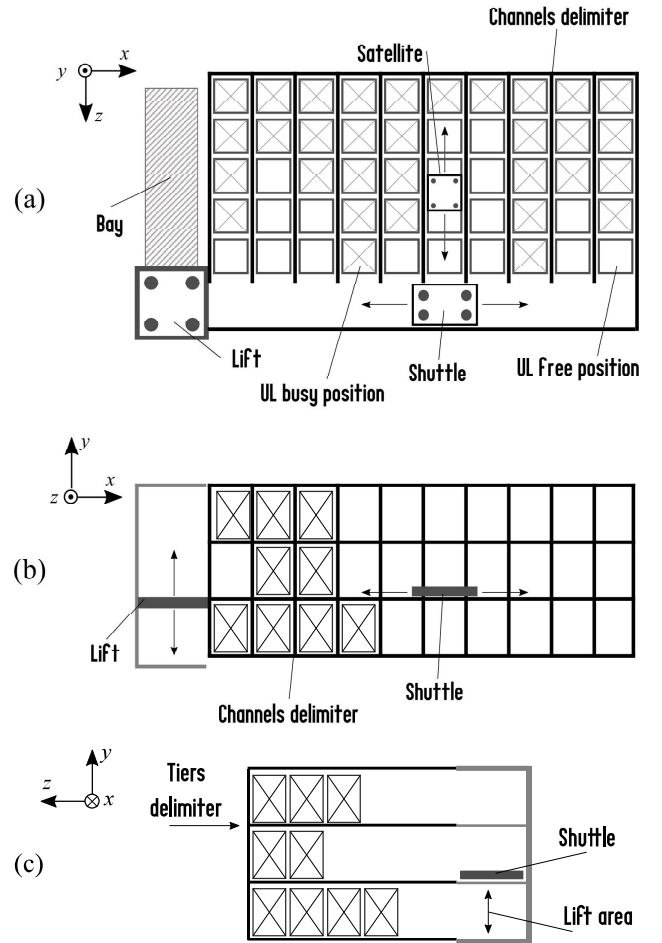 Channels delimiter
Satellite
y
x
z
(a)
Bay
Lift
Shuttle
UL free position
UL busy position
y
z
x
(b)
Lift
Shuttle
Channels delimiter
y
z
x
Tiers
delimiter
Shuttle
(c)
Lift area